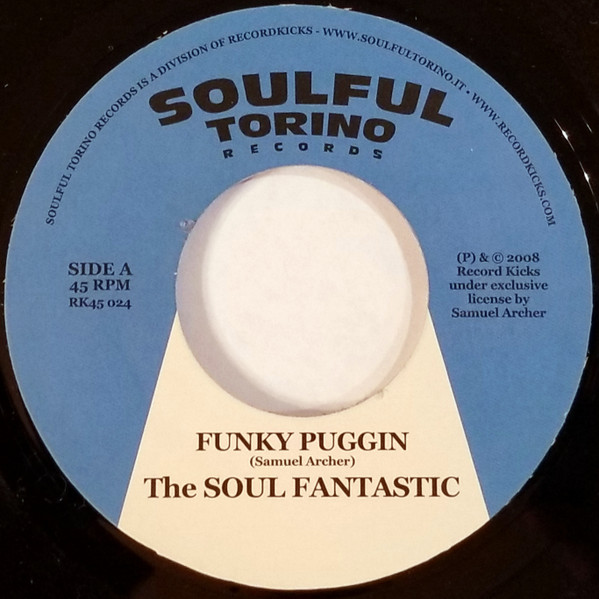 SOULFUL TORINO RECORDS IS A DIVISION OF RECORDKICKS - WWW.SOULFULTORINO.IT - WWW.RECORDKICKS.COM
SOULFUL
TORINO
RECORDS
SIDE A
45 RPM
RK45 024
(P) & © 2008
Record Kicks
under exclusive
license by
Samuel Archer
FUNKY PUGGIN
(Samuel Archer)
The SOUL FANTASTIC